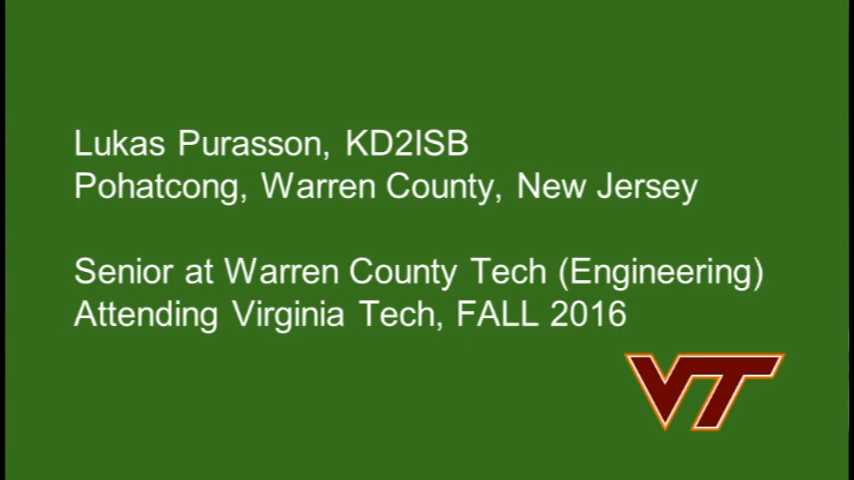 Lukas Purasson, KD2ISB
Pohatcong, Warren County, New Jersey
Senior at Warren County Tech (Engineering)
Attending Virginia Tech, FALL 2016
VT